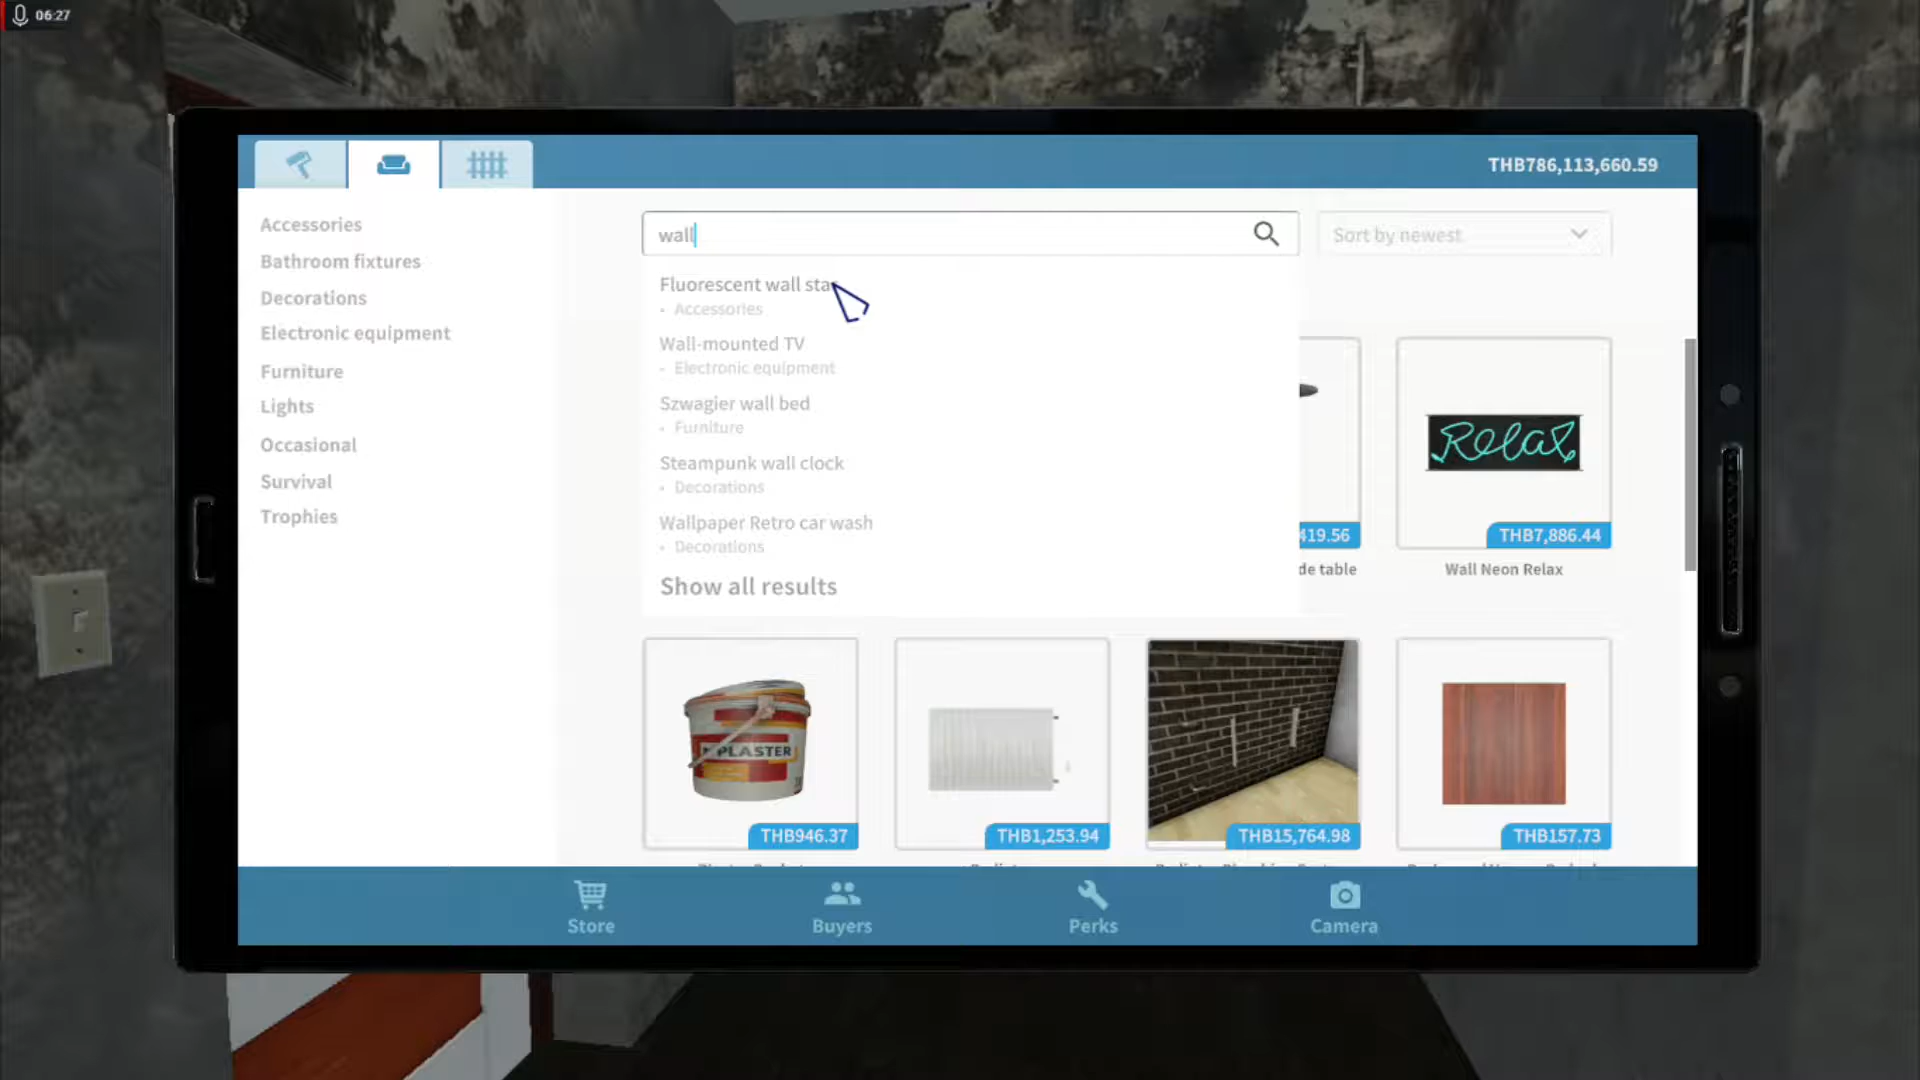 06:27
THB786,113,660.59
Accessories
Bathroom fixtures
Decorations
Electronic equipment
Furniture
Lights
Occasional
Survival
Trophies
wall
Sort by newest
Fluorescent wall
• Accessories
Wall-mounted TV
• Electronic equipment
Szwagier wall bed
• Furniture
Steampunk wall clock
• Decorations
Wallpaper Retro car wash
• Decorations
Show all results
419.56
de table
Relax
THB7,886.44
Wall Neon Relax
PLASTER
THB946.37
THB1,253.94
THB15,764.98
THB157.73
Store
Buyers
Perks
Camera